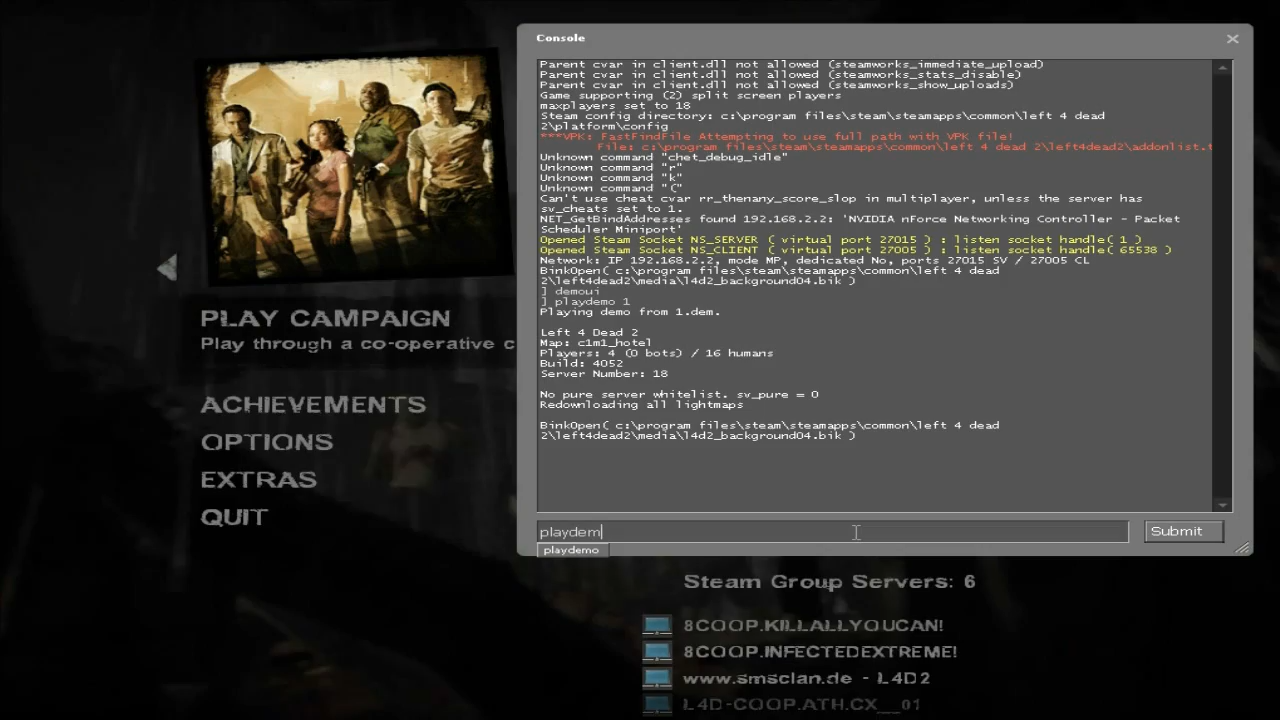 Console
Parent cvar in client.dll not allowed (steamworks_immediate_upload)
Parent cvar in client.dll not allowed (steamworks_stats_disable)
Parent cvar in client.dll not allowed (steamworks_show_uploads)
Game supporting (2) split screen players
maxplayers set to 18
Steam config directory: c:\program files\steam\steamapps\common\left 4 dead
2\platform\config
***VPK: FastFindFile Attempting to use full path with VPK file!
File: c:\program files\steam\steamapps\common\left 4 dead 2\left4dead2\addonlist.t
Unknown command "chet_debug_idle"
Unknown command "r"
Unknown command "k"
Unknown command "("
Can't use cheat cvar rr_thenany_score_slop in multiplayer, unless the server has
sv_cheats set to 1.
NET_GetBindAddresses found 192.168.2.2: 'NVIDIA nForce Networking Controller - Packet
Scheduler Miniport'
Opened Steam Socket NS_SERVER ( virtual port 27015 ) : listen socket handle( 1 )
Opened Steam Socket NS_CLIENT ( virtual port 27005 ) : listen socket handle( 65538 )
Network: IP 192.168.2.2, mode MP, dedicated No, ports 27015 SV / 27005 CL
BinkOpen( c:\program files\steam\steamapps\common\left 4 dead
2\left4dead2\media\l4d2_background04.bik )
] demoui
] playdemo 1
Playing demo from 1.dem.
Left 4 Dead 2
Map: c1m1_hotel
Players: 4 (0 bots) / 16 humans
Build: 4052
Server Number: 18
No pure server whitelist. sv_pure = 0
Redownloading all lightmaps
BinkOpen( c:\program files\steam\steamapps\common\left 4 dead
2\left4dead2\media\l4d2_background04.bik )
playdem
Submit
playdemo
PLAY CAMPAIGN
Play through a co-operative c
ACHIEVEMENTS
OPTIONS
EXTRAS
QUIT
Steam Group Servers: 6
8COOP.KILLALLYOUCAN!
8COOP.INFECTEDEXTREME!
www.smsclan.de - L4D2
L4D-COOP.ATH.CX__01